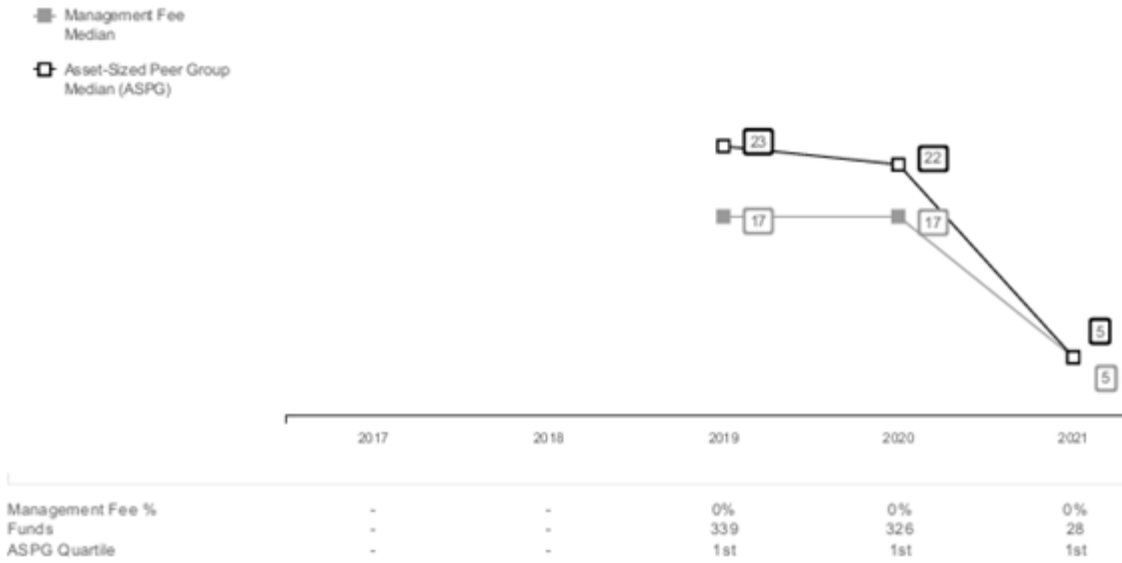 Management Fee
Median
Asset-Sized Peer Group
Median (ASPG)
23
22
17
17
5
5
2017 2018 2019 2020 2021
Management Fee % - - 0% 0% 0%
Funds - - 339 326 28
ASPG Quartile - - 1st 1st 1st